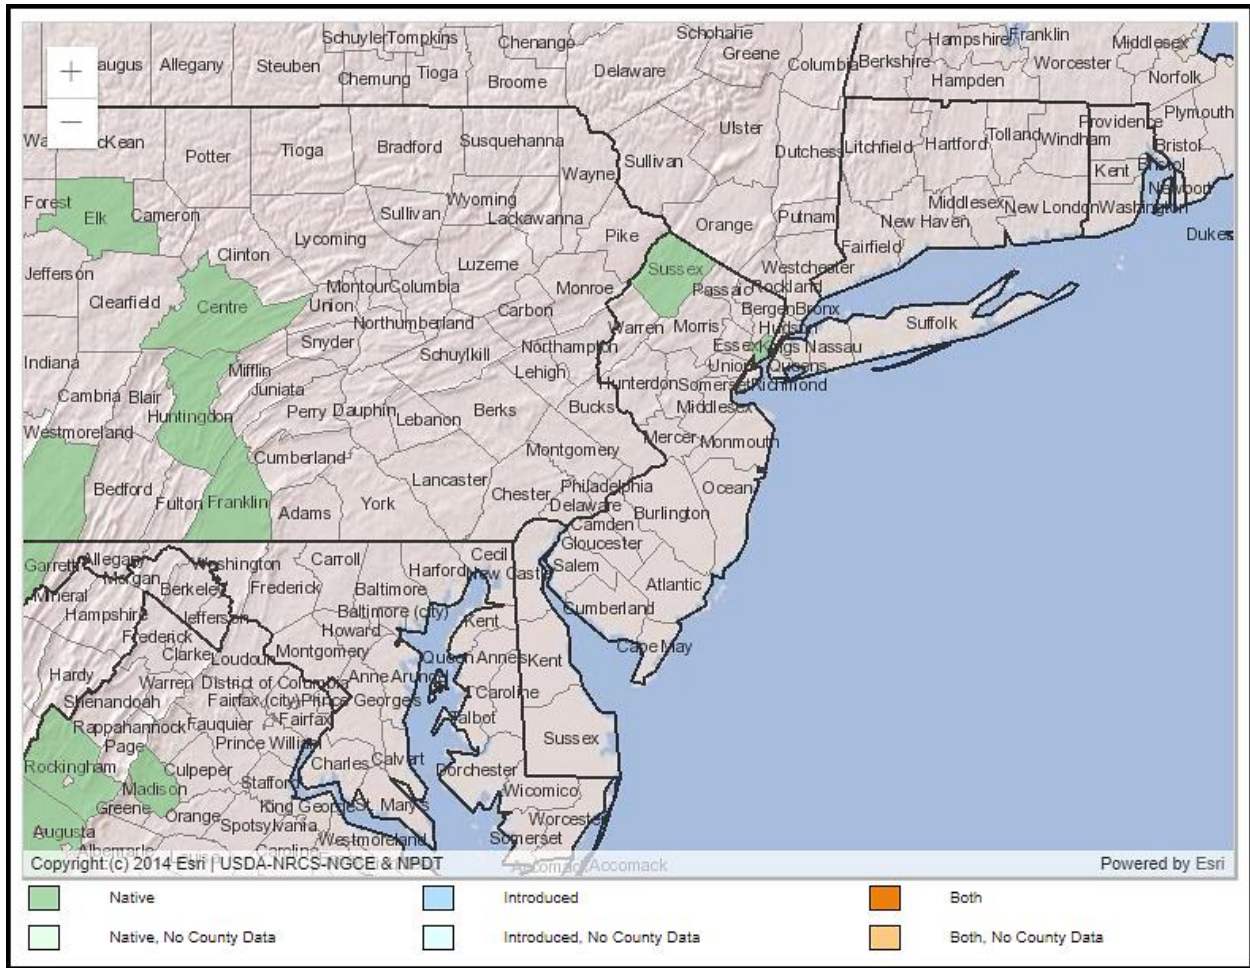 Schuyler Tompkins Chenango Schoharie Hampshire Franklin Middlesex
augus Allegany Steuben Chemung Tioga Broome Delaware Greene Columbia Berkshire Hampden Worcester Norfolk
Plymouth
Wa cKean Potter Tioga Bradford Susquehanna Wayne Sullivan Ulster Dutchess Litchfield Hartford Tolland Windham Providence Bristol
Kent Bristol
Forest Elk Cameron Sullivan Wyoming Lackawanna Pike Orange Putnam New Haven Middlesex New London Washington Newport
Clinton Lycoming Luzerne Fairfield Dukes
Jefferson Clearfield Centre Union Montour Columbia Monroe Sussex Passaic Westchester Rockland
Northumberland Carbon Bergen Bronx
Snyder Schuylkill Northampton Warren Morris Hudson Suffolk
Indiana Mifflin Lehigh Essex Kings Nassau
Union Queens
Cambria Blair Juniata Hunterdon Somerset Richmond
Huntingdon Perry Dauphin Lebanon Berks Bucks Middlesex
Westmoreland Cumberland Montgomery Mercer Monmouth
Bedford Fulton Franklin Adams York Lancaster Chester Philadelphia Ocean
Delaware Burlington
Camden
Gloucester
Garrett Allegany Washington Carroll Harford Cecil New Castle Salem
Mineral Morgan Berkeley Frederick Baltimore Atlantic
Hampshire Jefferson Baltimore (city) Kent Cumberland
Frederick Howard
Clarke Loudoun Montgomery Queen Annes Kent Cape May
Hardy Warren District of Columbia Anne Arundel
Shenandoah Fairfax (city) Prince Georges Caroline
Rappahannock Fauquier Fairfax Talbot
Page Prince William Sussex
Rockingham Culpeper Charles Calvert Dorchester
Madison Stafford Wicomico
Greene Orange King George St. Mary's
Augusta Spotsylvania Worcester
Westmoreland Somerset
Albemarle Caroline
Copyright:(c) 2014 Esri | USDA-NRCS-NGCE & NPDT Accomack Accomack Powered by Esri
Native Introduced Both
Native, No County Data Introduced, No County Data Both, No County Data